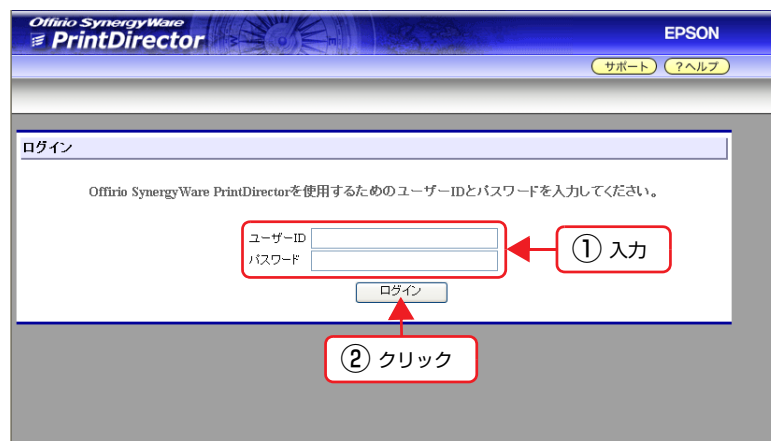 Offirio SynergyWare
PrintDirector
EPSON
サポート
?ヘルプ
ログイン
Offirio SynergyWare PrintDirectorを使用するためのユーザーIDとパスワードを入力してください。
ユーザーID
パスワード
① 入力
ログイン
② クリック